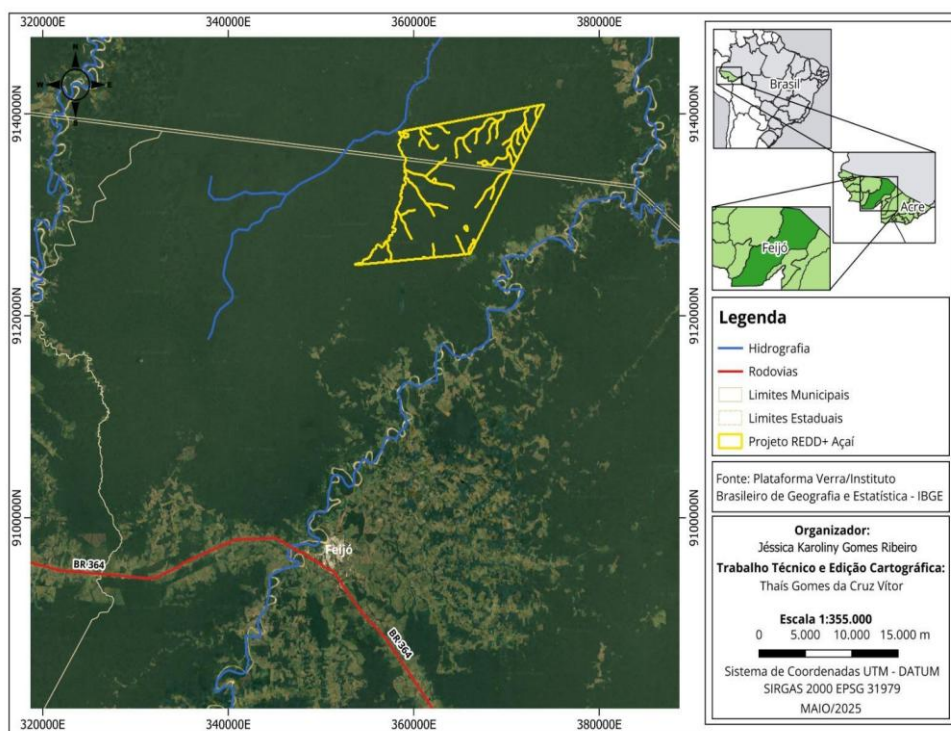 320000E 340000E 360000E 380000E
N
W E
S
9140000N 9140000N
9120000N 9120000N
9100000N 9100000N
Feijó
BR-364
BR-364
320000E 340000E 360000E 380000E
Brasil
Acre
Feijó
Legenda
Hidrografia
Rodovias
Limites Municipais
Limites Estaduais
Projeto REDD+ Açaí
Fonte: Plataforma Verra/Instituto
Brasileiro de Geografia e Estatística - IBGE
Organizador:
Jéssica Karoliny Gomes Ribeiro
Trabalho Técnico e Edição Cartográfica:
Thaís Gomes da Cruz Vítor
Escala 1:355.000
0 5.000 10.000 15.000 m
Sistema de Coordenadas UTM - DATUM
SIRGAS 2000 EPSG 31979
MAIO/2025